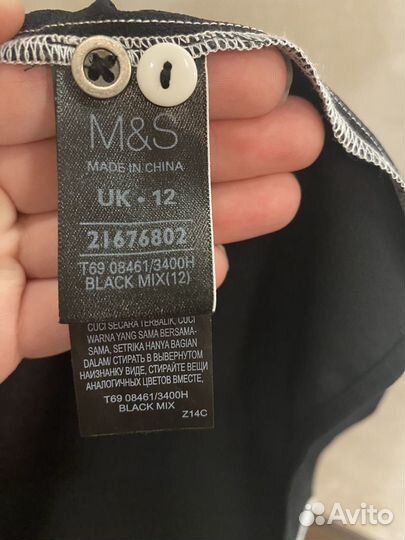 M&S
MADE IN CHINA
UK • 12
21676802
T69 08461/3400H
BLACK MIX(12)
CUCI SECARA TERBALIK, CUCI
WARNA YANG SAMA BERSAMA-
SAMA, SETRIKA HANYA BAGIAN
DALAM/ СТИРАТЬ В ВЫВЕРНУТОМ
НАИЗНАНКУ ВИДЕ, СТИРАЙТЕ ВЕЩИ
АНАЛОГИЧНЫХ ЦВЕТОВ ВМЕСТЕ,
T69 08461/3400H
BLACK MIX
Z14C
Avito